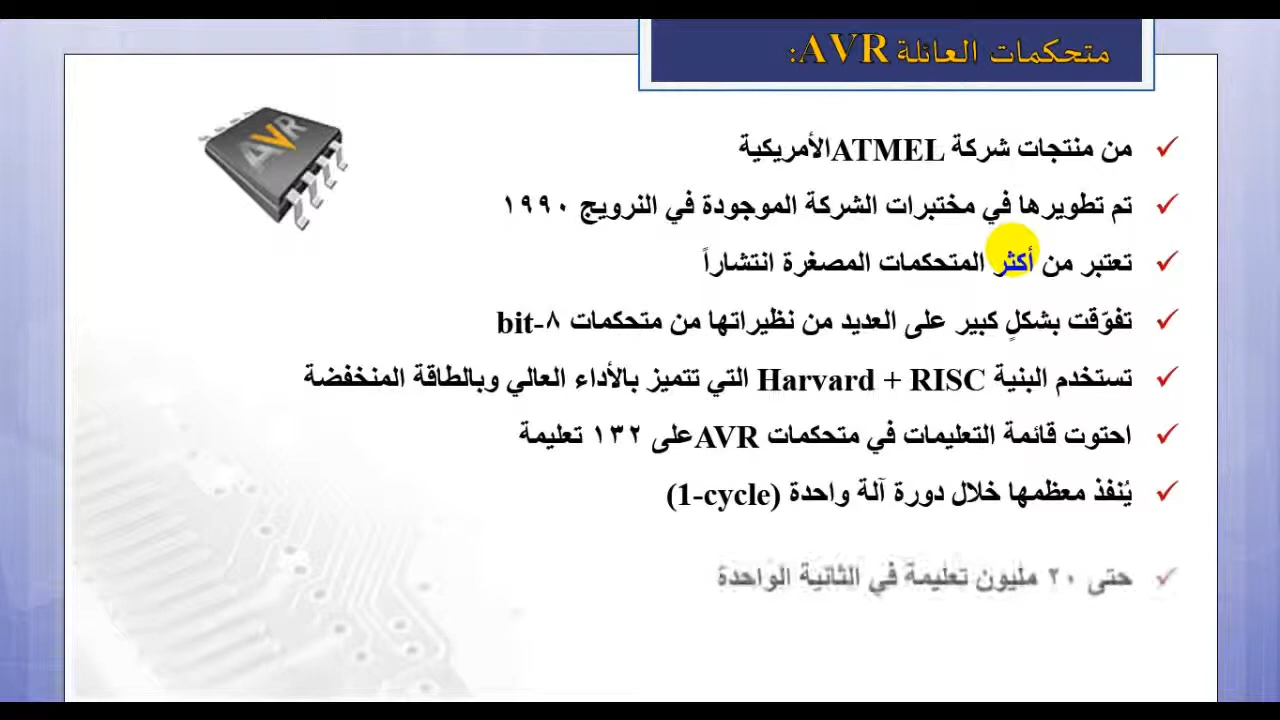 متحكمات العائلة AVR:
AVR
من منتجات شركة ATMELالأمريكية
تم تطويرها في مختبرات الشركة الموجودة في النرويج ١٩٩٠
تعتبر من أكثر المتحكمات المصغرة انتشاراً
تفوّقت بشكلٍ كبير على العديد من نظيراتها من متحكمات ٨-bit
تستخدم البنية Harvard + RISC التي تتميز بالأداء العالي وبالطاقة المنخفضة
احتوت قائمة التعليمات في متحكمات AVRعلى ١٣٢ تعليمة
يُنفذ معظمها خلال دورة آلة واحدة (1-cycle)
حتى ٢٠ مليون تعليمة في الثانية الواحدة